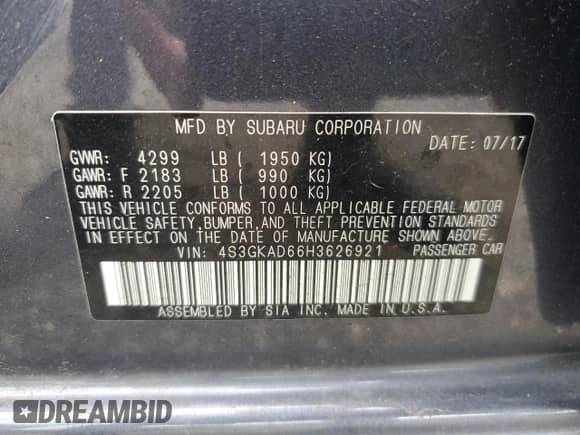 MFD BY SUBARU CORPORATION
DATE: 07/17
GVWR: 4299 LB ( 1950 KG)
GAWR: F 2183 LB ( 990 KG)
GAWR: R 2205 LB ( 1000 KG)
THIS VEHICLE CONFORMS TO ALL APPLICABLE FEDERAL MOTOR
VEHICLE SAFETY, BUMPER, AND THEFT PREVENTION STANDARDS
IN EFFECT ON THE DATE OF MANUFACTURE SHOWN ABOVE.
VIN: 4S3GKAD66H3626921 PASSENGER CAR
ASSEMBLED BY SIA INC. MADE IN U.S.A.
DREAMBID